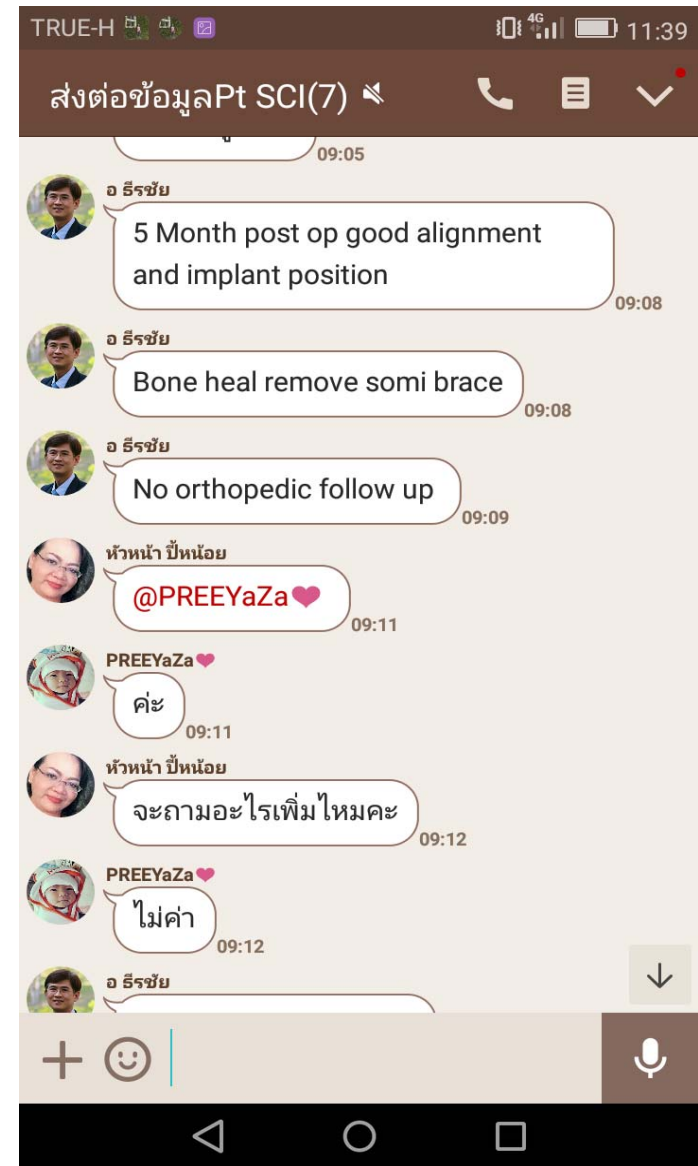 TRUE-H 4G 11:39
ส่งต่อข้อมูลPt SCI(7)
09:05
อ ธีรชัย
5 Month post op good alignment
and implant position
09:08
อ ธีรชัย
Bone heal remove somi brace
09:08
อ ธีรชัย
No orthopedic follow up
09:09
หัวหน้า ปี้หน้อย
@PREEYaZa
09:11
PREEYaZa
ค่ะ
09:11
หัวหน้า ปี้หน้อย
จะถามอะไรเพิ่มไหมคะ
09:12
PREEYaZa
ไม่ค่า
09:12
อ ธีรชัย